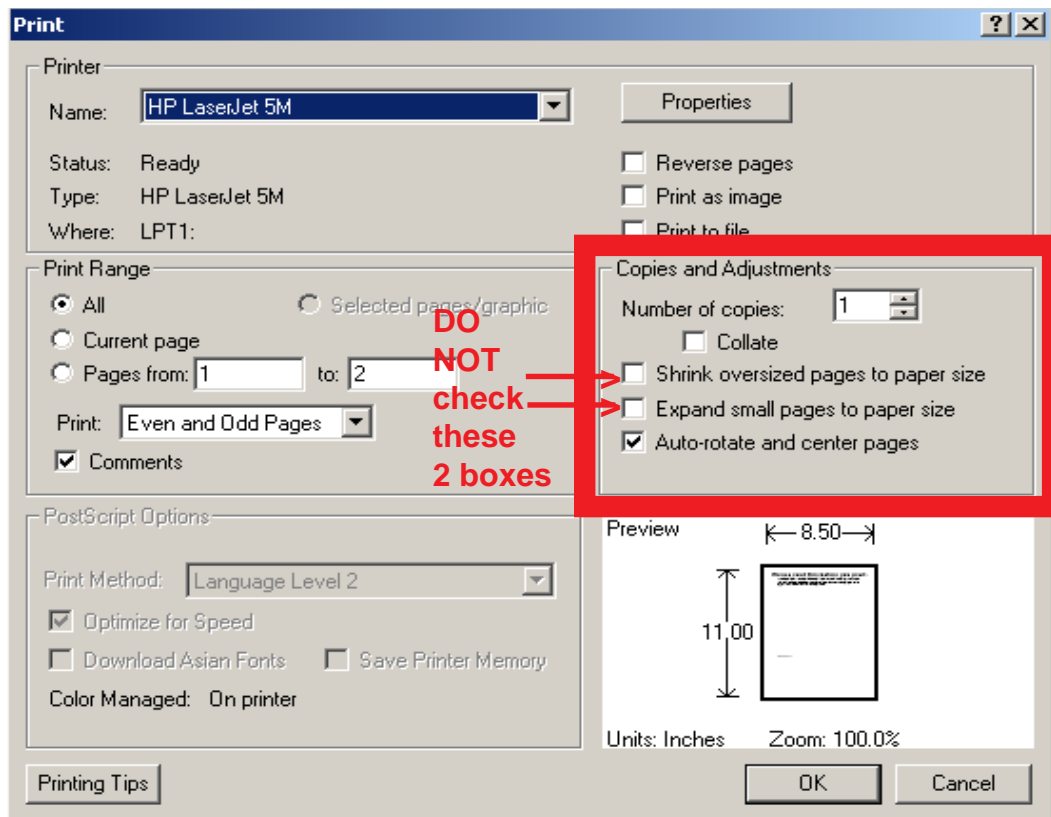 Print
Printer
Name: HP LaserJet 5M
Properties
Status: Ready
Reverse pages
Type: HP LaserJet 5M
Print as image
Where: LPT1:
Print to file
Print Range
All
Selected pages/graphic
Current page
Pages from: 1 to: 2
Print: Even and Odd Pages
Comments
DO
NOT
check
these
2 boxes
Copies and Adjustments
Number of copies: 1
Collate
Shrink oversized pages to paper size
Expand small pages to paper size
Auto-rotate and center pages
PostScript Options
Print Method: Language Level 2
Optimize for Speed
Download Asian Fonts Save Printer Memory
Color Managed: On printer
Preview
8.50
11.00
Units: Inches Zoom: 100.0%
Printing Tips
OK
Cancel